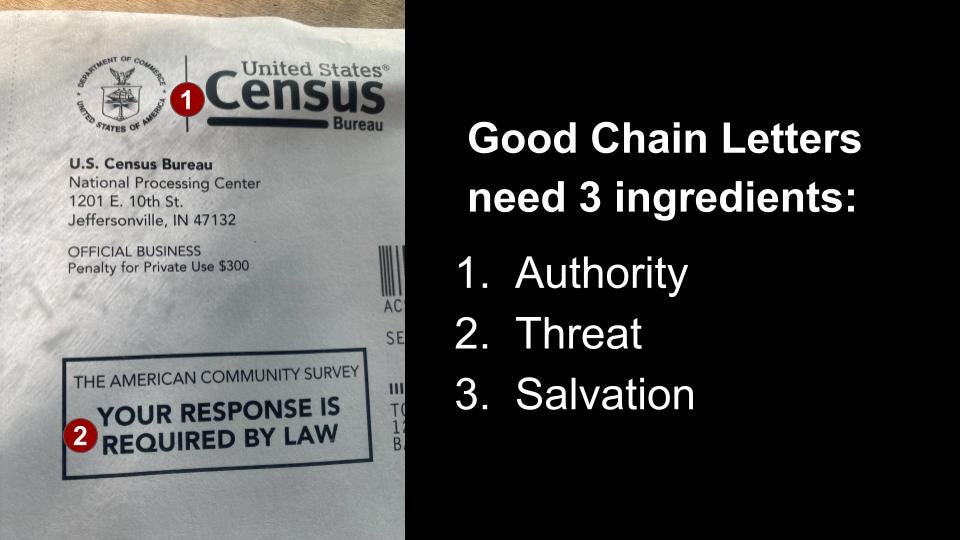 DEPARTMENT OF COMMERCE
UNITED STATES OF AMERICA
1
United States®
Census
Bureau
U.S. Census Bureau
National Processing Center
1201 E. 10th St.
Jeffersonville, IN 47132
OFFICIAL BUSINESS
Penalty for Private Use $300
AC
SE
THE AMERICAN COMMUNITY SURVEY
YOUR RESPONSE IS
2 REQUIRED BY LAW
Good Chain Letters
need 3 ingredients:
1. Authority
2. Threat
3. Salvation